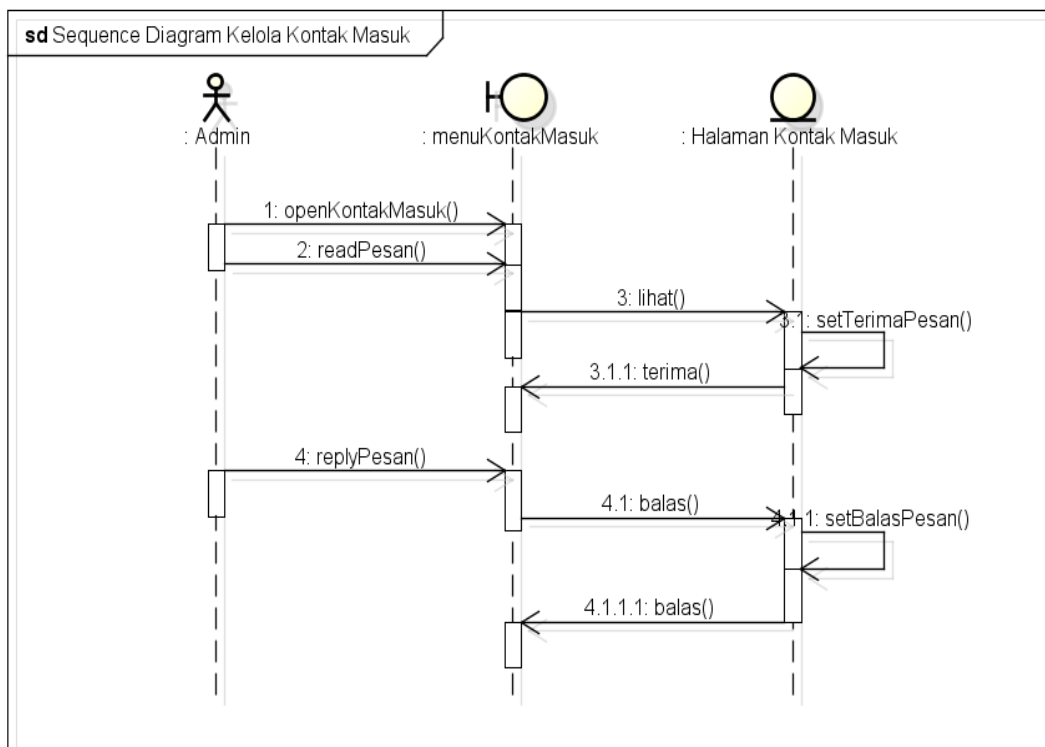 sd Sequence Diagram Kelola Kontak Masuk
: Admin
: menuKontakMasuk
: Halaman Kontak Masuk
1: openKontakMasuk()
2: readPesan()
3: lihat()
3.1: setTerimaPesan()
3.1.1: terima()
4: replyPesan()
4.1: balas()
4.1.1: setBalasPesan()
4.1.1.1: balas()